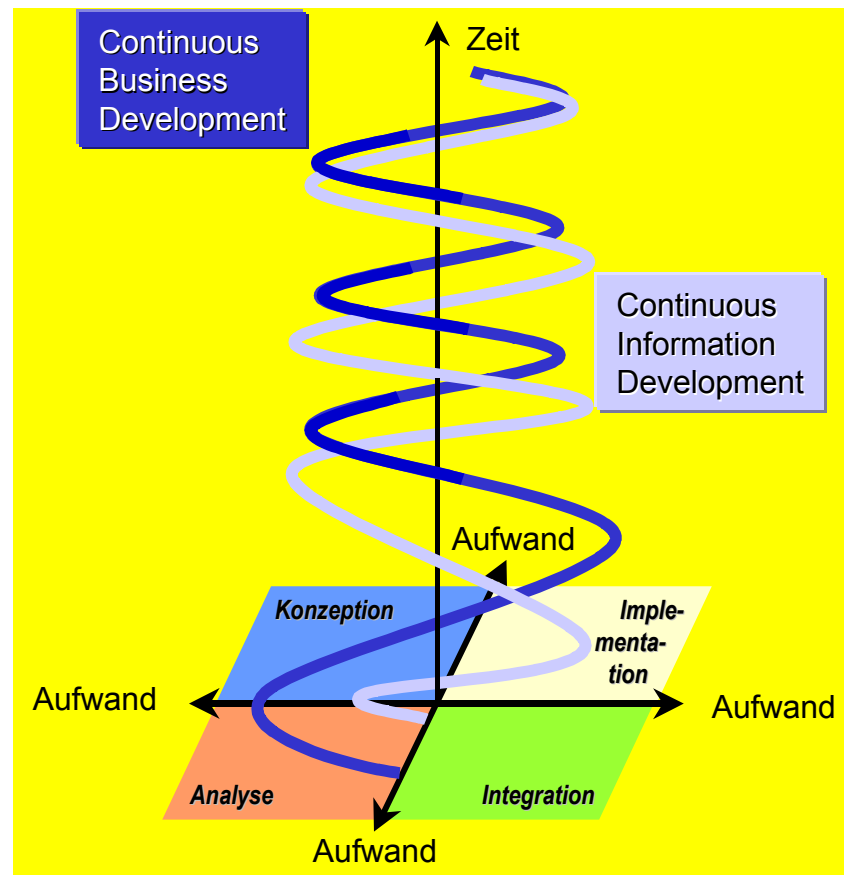 Continuous
Business
Development
Zeit
Continuous
Information
Development
Aufwand
Konzeption
Imple-
menta-
tion
Aufwand
Aufwand
Analyse
Integration
Aufwand